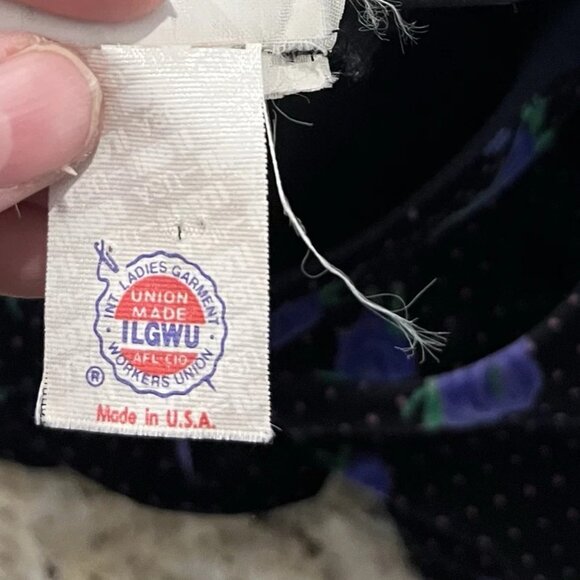 INT. LADIES GARMENT
UNION
MADE
ILGWU
AFL-CIO
WORKERS UNION
®
Made in U.S.A.